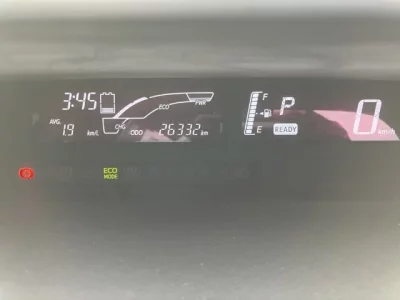 3:45
ECO
PWR
AVG.
19 km/L
CHG
ODO 26332 km
F
E
P
READY
0 km/h
ECO
MODE